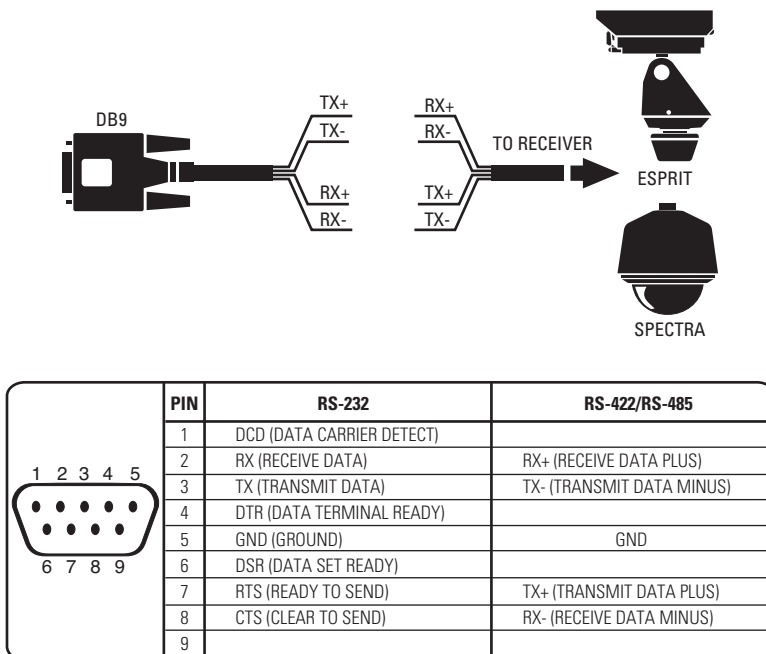 DB9
TX+
TX-
RX+
RX-
RX+
RX-
TX+
TX-
TO RECEIVER
ESPRIT
SPECTRA
PIN RS-232 RS-422/RS-485
1 DCD (DATA CARRIER DETECT)
2 RX (RECEIVE DATA) RX+ (RECEIVE DATA PLUS)
3 TX (TRANSMIT DATA) TX- (TRANSMIT DATA MINUS)
4 DTR (DATA TERMINAL READY)
5 GND (GROUND) GND
6 DSR (DATA SET READY)
7 RTS (READY TO SEND) TX+ (TRANSMIT DATA PLUS)
8 CTS (CLEAR TO SEND) RX- (RECEIVE DATA MINUS)
9
1 2 3 4 5
6 7 8 9